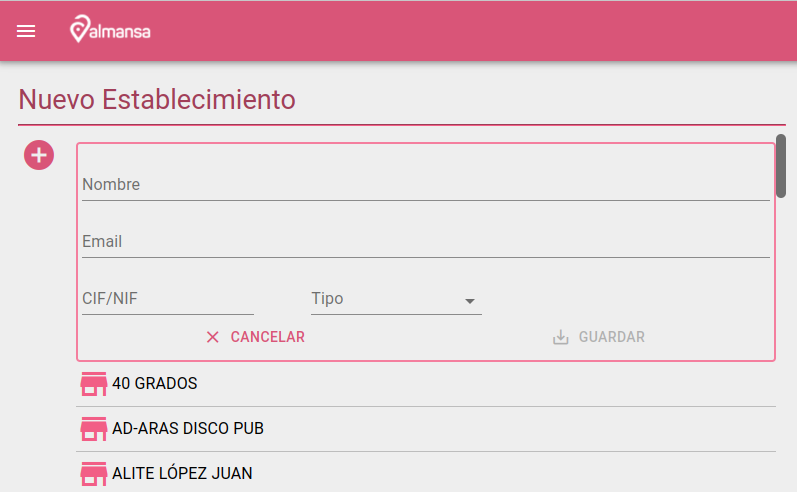 almansa
Nuevo Establecimiento
Nombre
Email
CIF/NIF Tipo
CANCELAR GUARDAR
40 GRADOS
AD-ARAS DISCO PUB
ALITE LÓPEZ JUAN